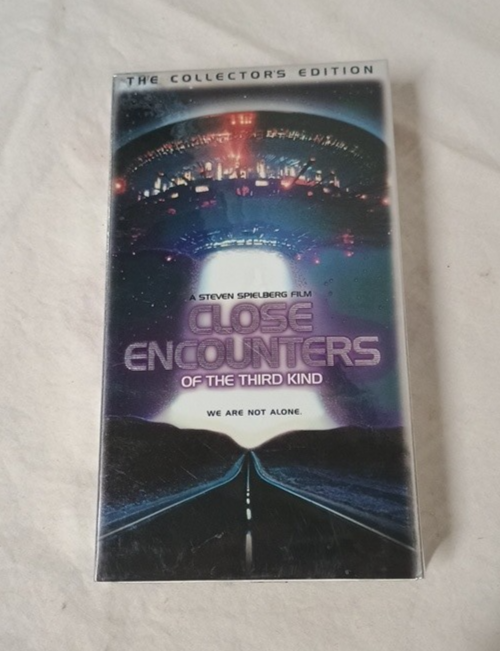 THE COLLECTOR'S EDITION
A STEVEN SPIELBERG FILM
CLOSE
ENCOUNTERS
OF THE THIRD KIND
WE ARE NOT ALONE.